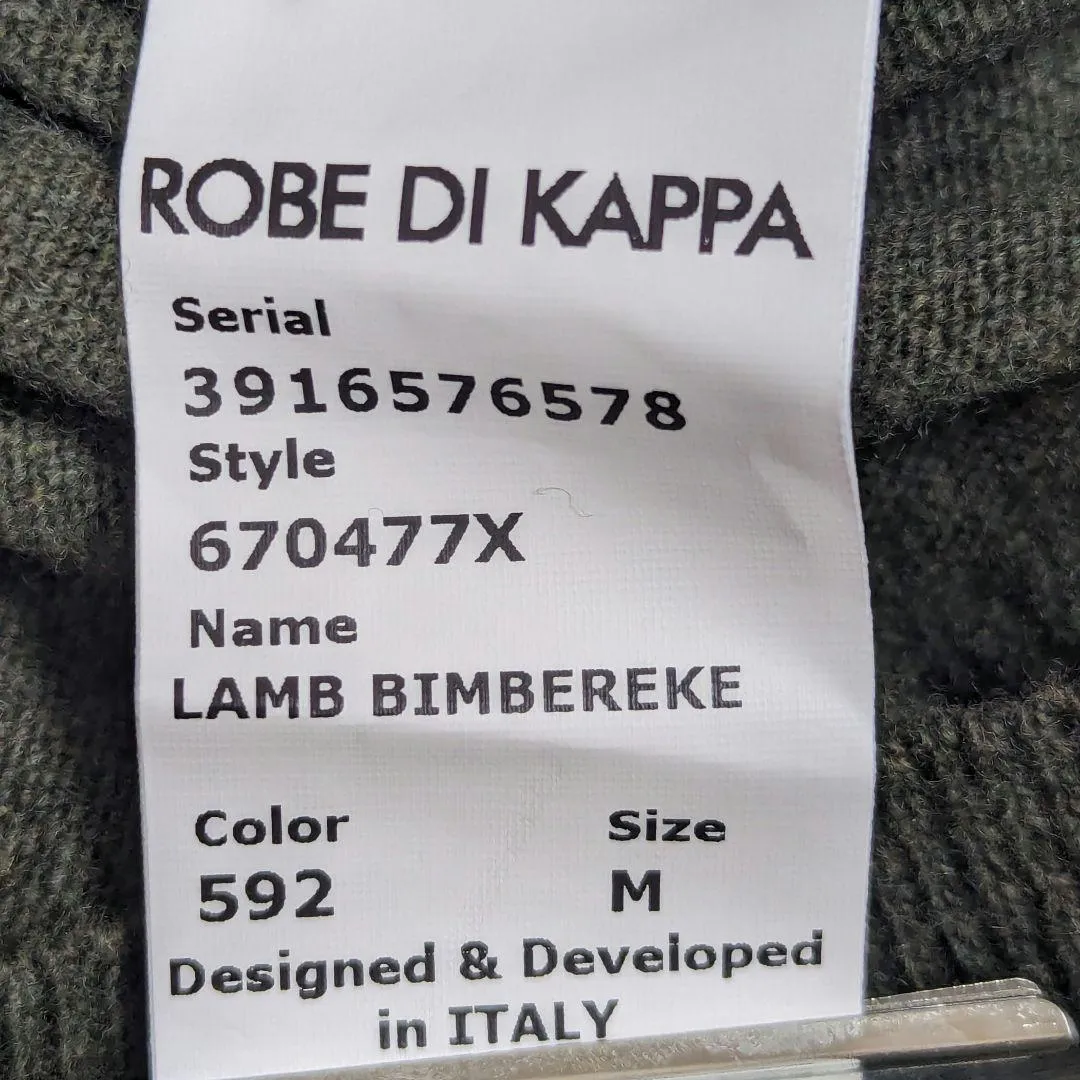 ROBE DI KAPPA
Serial
3916576578
Style
670477X
Name
LAMB BIMBEREKE
Color Size
592 M
Designed & Developed
in ITALY